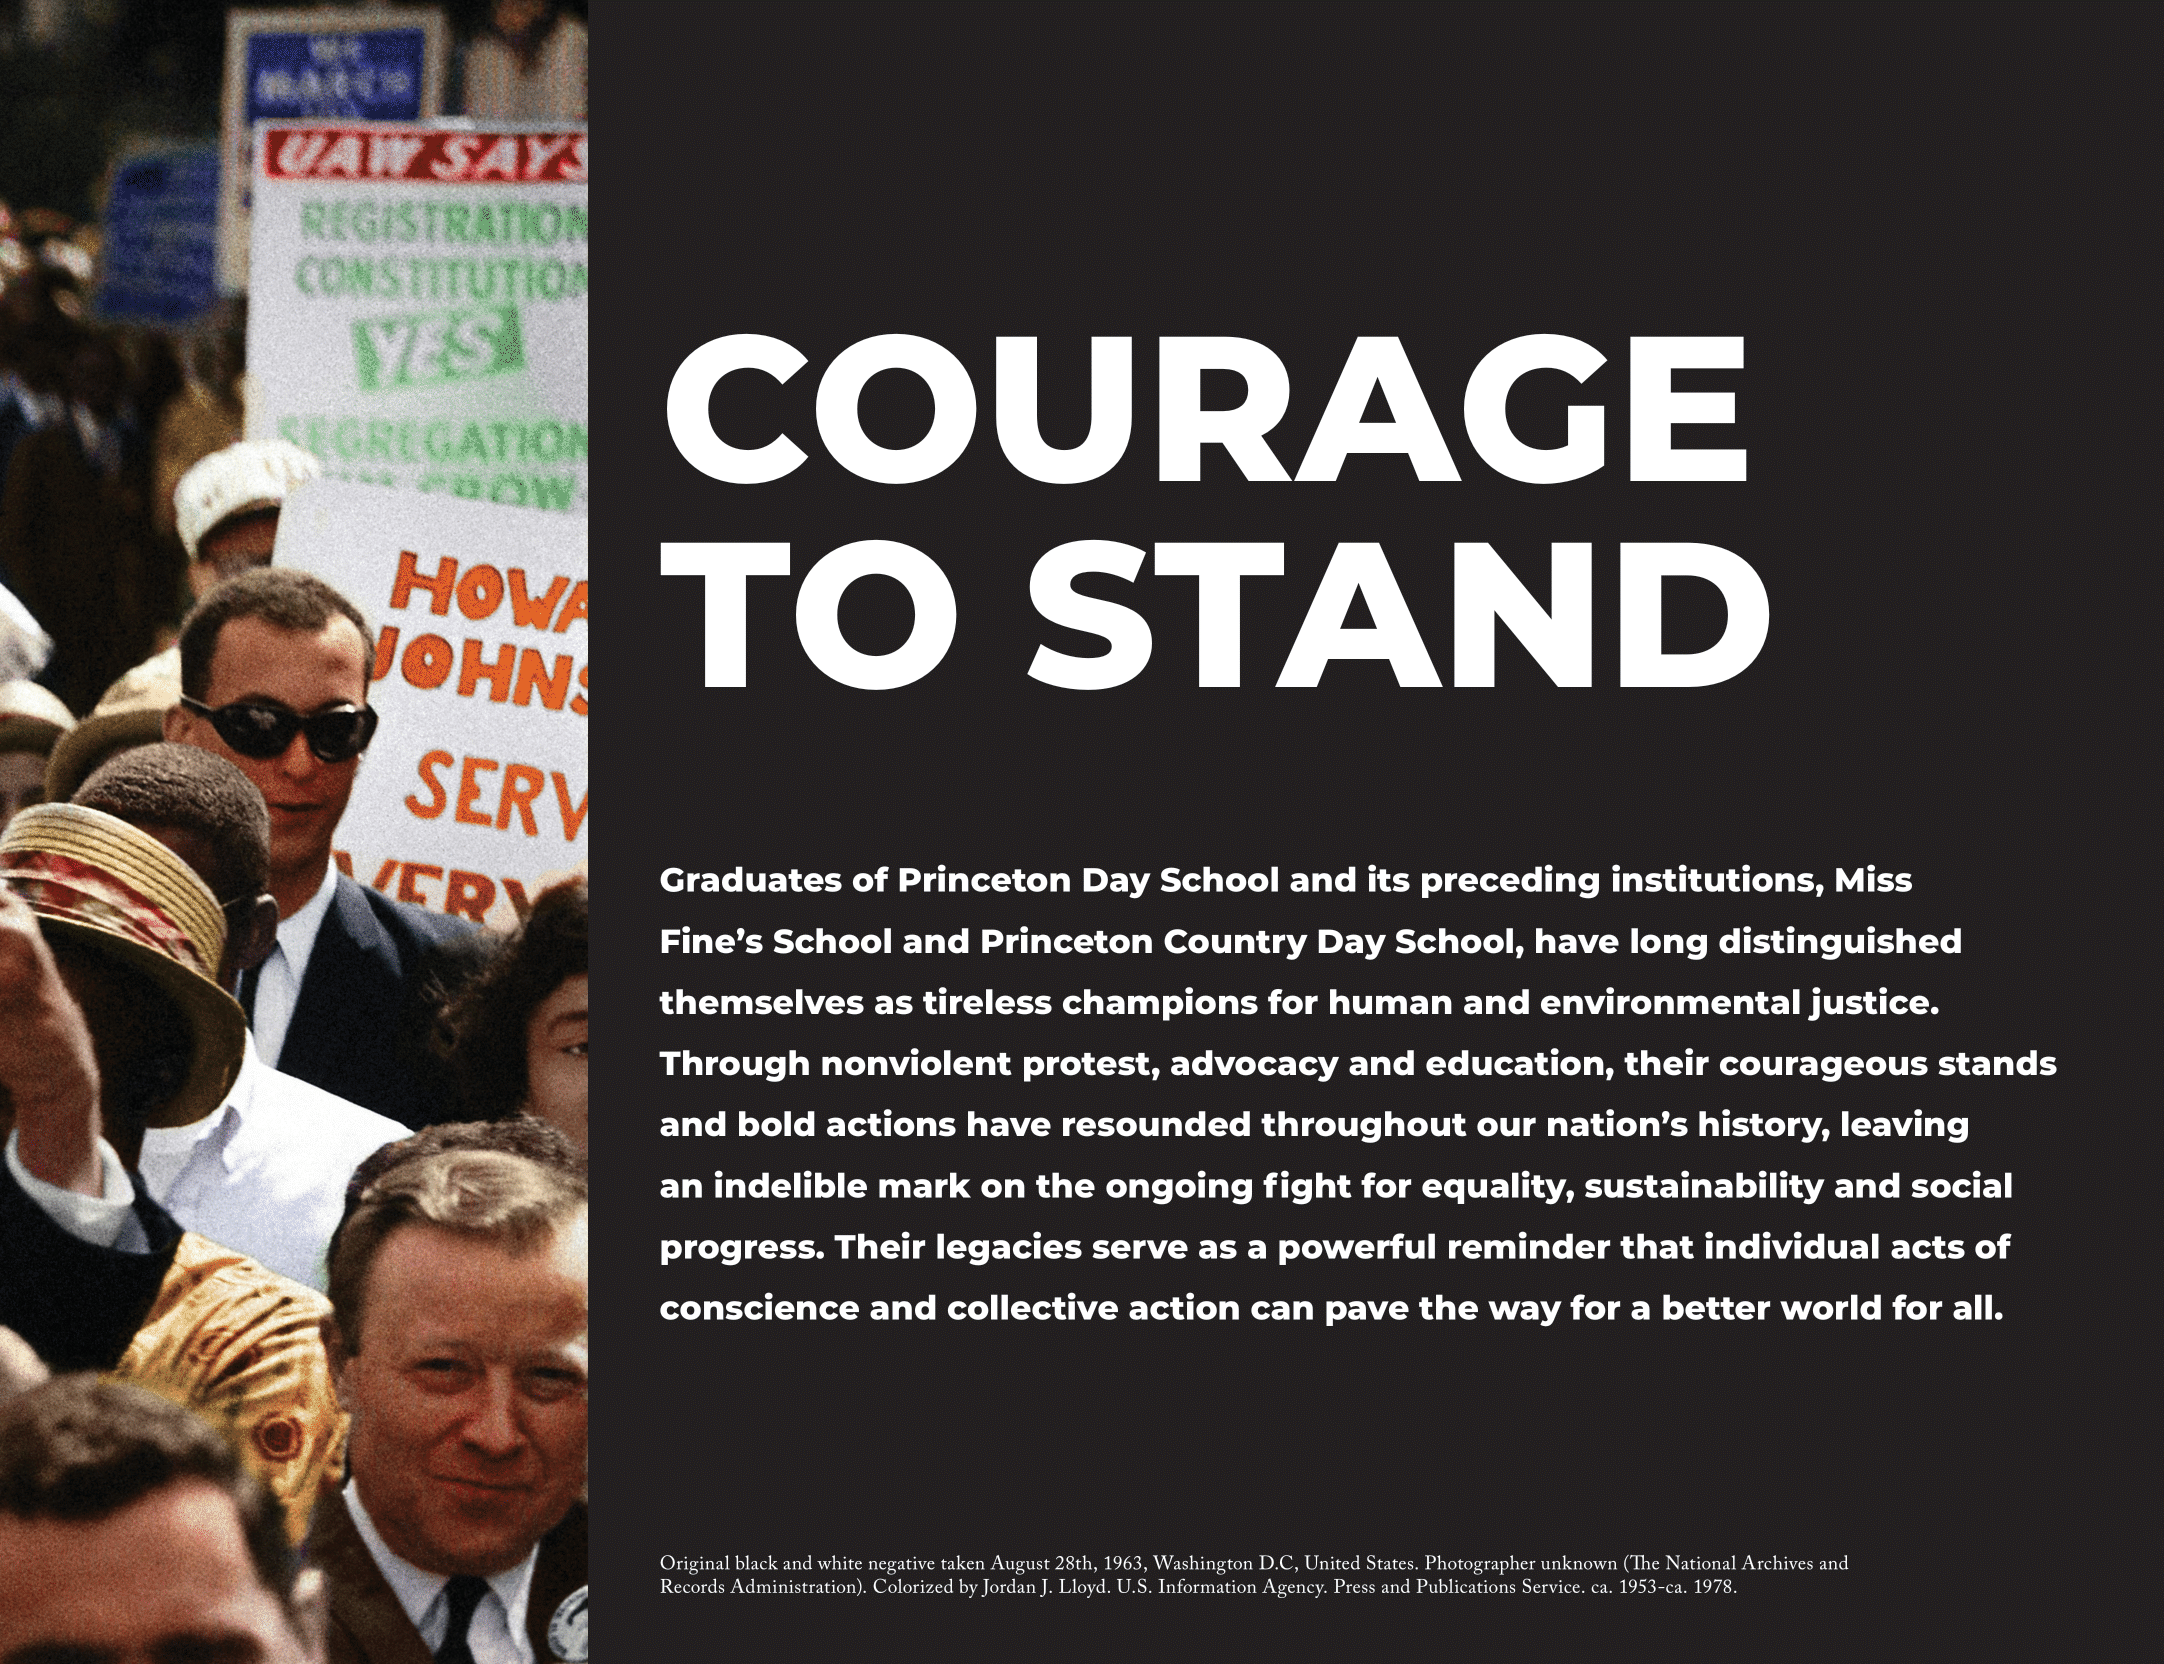 MARCH
UAW SAYS
REGISTRATION
CONSTITUTION
YES
SEGREGATION
CROW
HOWA
JOHNS
SERV
VERY
COURAGE
TO STAND
Graduates of Princeton Day School and its preceding institutions, Miss
Fine’s School and Princeton Country Day School, have long distinguished
themselves as tireless champions for human and environmental justice.
Through nonviolent protest, advocacy and education, their courageous stands
and bold actions have resounded throughout our nation’s history, leaving
an indelible mark on the ongoing fight for equality, sustainability and social
progress. Their legacies serve as a powerful reminder that individual acts of
conscience and collective action can pave the way for a better world for all.
Original black and white negative taken August 28th, 1963, Washington D.C, United States. Photographer unknown (The National Archives and
Records Administration). Colorized by Jordan J. Lloyd. U.S. Information Agency. Press and Publications Service. ca. 1953-ca. 1978.